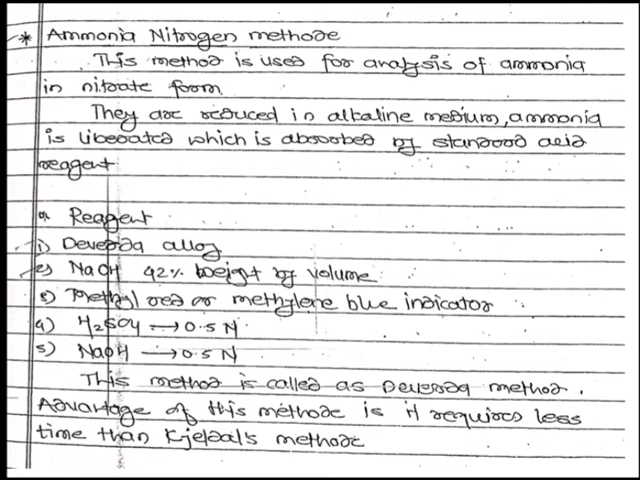 * Ammonia Nitrogen methode
This method is used for analysis of ammonia
in nitrate form
They are reduced in alkaline medium, ammonia
is liberated which is absorbed by standard acid
reagent
* Reagent
1) Deverda alloy
2) NaOH 42% weight by volume
3) Methyl red or methylene blue indicator
4) H2SO4 → 0.5 N
5) NaOH → 0.5 N
This method is called as Deverda method.
Advantage of this methode is it requires less
time than Kjeldal's methode